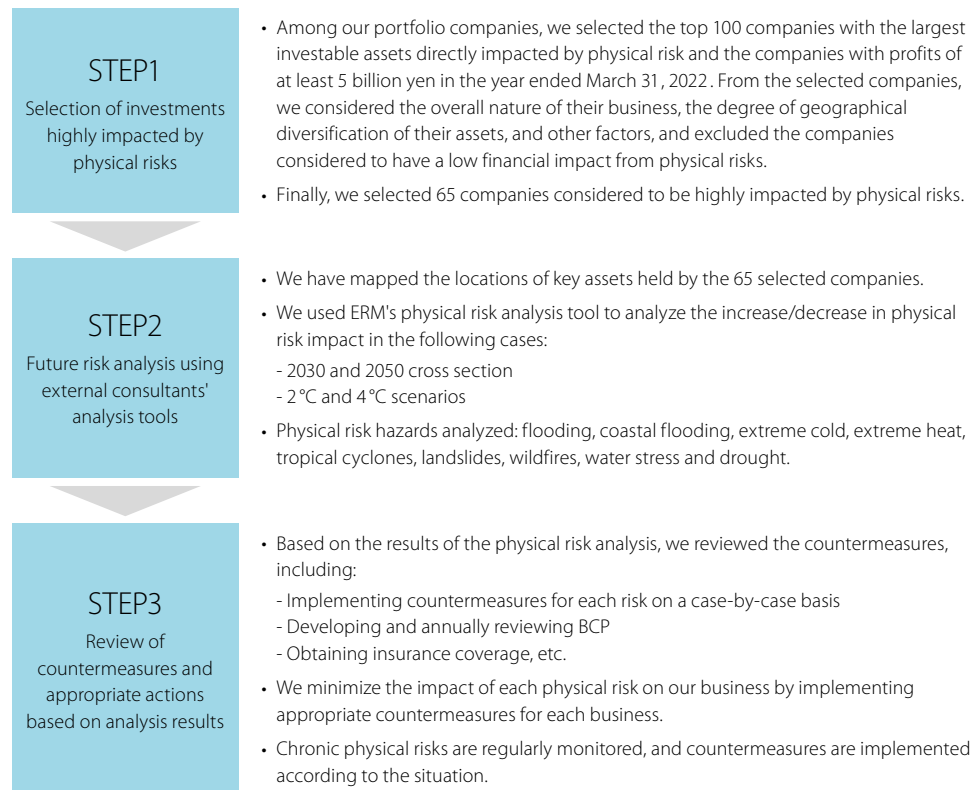 STEP1
Selection of investments
highly impacted by
physical risks
• Among our portfolio companies, we selected the top 100 companies with the largest
investable assets directly impacted by physical risk and the companies with profits of
at least 5 billion yen in the year ended March 31, 2022. From the selected companies,
we considered the overall nature of their business, the degree of geographical
diversification of their assets, and other factors, and excluded the companies
considered to have a low financial impact from physical risks.
• Finally, we selected 65 companies considered to be highly impacted by physical risks.
STEP2
Future risk analysis using
external consultants'
analysis tools
• We have mapped the locations of key assets held by the 65 selected companies.
• We used ERM's physical risk analysis tool to analyze the increase/decrease in physical
risk impact in the following cases:
- 2030 and 2050 cross section
- 2 °C and 4 °C scenarios
• Physical risk hazards analyzed: flooding, coastal flooding, extreme cold, extreme heat,
tropical cyclones, landslides, wildfires, water stress and drought.
STEP3
Review of
countermeasures and
appropriate actions
based on analysis results
• Based on the results of the physical risk analysis, we reviewed the countermeasures,
including:
- Implementing countermeasures for each risk on a case-by-case basis
- Developing and annually reviewing BCP
- Obtaining insurance coverage, etc.
• We minimize the impact of each physical risk on our business by implementing
appropriate countermeasures for each business.
• Chronic physical risks are regularly monitored, and countermeasures are implemented
according to the situation.